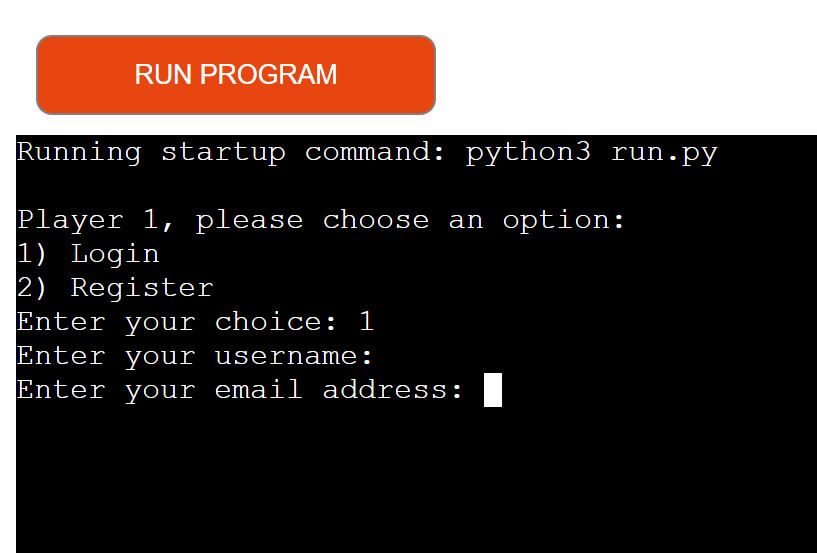 RUN PROGRAM
Running startup command: python3 run.py
Player 1, please choose an option:
1) Login
2) Register
Enter your choice: 1
Enter your username:
Enter your email address: